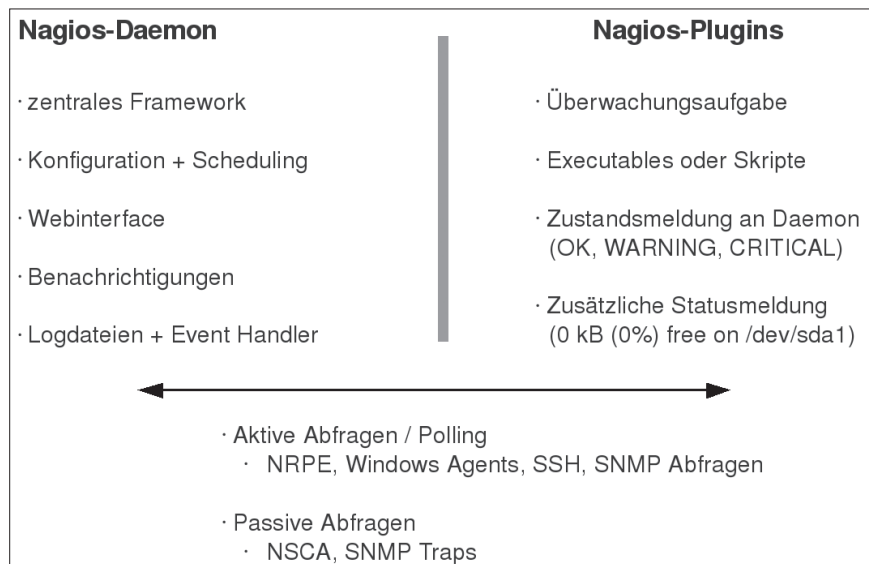 Nagios-Daemon
· zentrales Framework
· Konfiguration + Scheduling
· Webinterface
· Benachrichtigungen
· Logdateien + Event Handler
Nagios-Plugins
· Überwachungsaufgabe
· Executables oder Skripte
· Zustandsmeldung an Daemon
(OK, WARNING, CRITICAL)
· Zusätzliche Statusmeldung
(0 kB (0%) free on /dev/sda1)
· Aktive Abfragen / Polling
· NRPE, Windows Agents, SSH, SNMP Abfragen
· Passive Abfragen
· NSCA, SNMP Traps